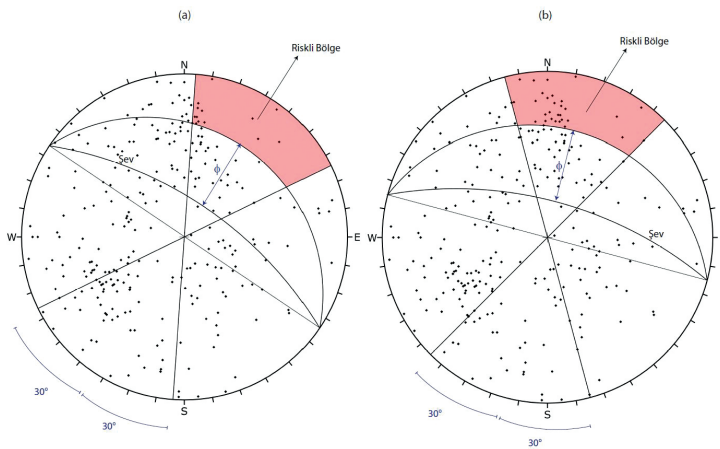 (a)
Riskli Bölge
N
Şev
ϕ
W
E
S
30°
30°
(b)
Riskli Bölge
N
ϕ
Şev
W
E
S
30°
30°